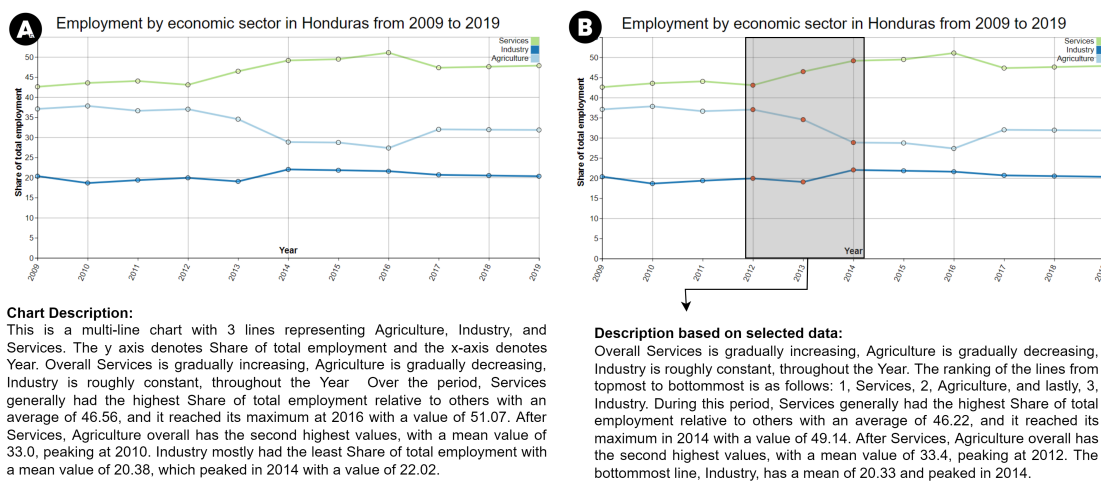 A
Employment by economic sector in Honduras from 2009 to 2019
Services
Industry
Agriculture
Share of total employment
50
45
40
35
30
25
20
15
10
5
0
Year
2009
2010
2011
2012
2013
2014
2015
2016
2017
2018
2019
Chart Description:
This is a multi-line chart with 3 lines representing Agriculture, Industry, and
Services. The y axis denotes Share of total employment and the x-axis denotes
Year. Overall Services is gradually increasing, Agriculture is gradually decreasing,
Industry is roughly constant, throughout the Year Over the period, Services
generally had the highest Share of total employment relative to others with an
average of 46.56, and it reached its maximum at 2016 with a value of 51.07. After
Services, Agriculture overall has the second highest values, with a mean value of
33.0, peaking at 2010. Industry mostly had the least Share of total employment with
a mean value of 20.38, which peaked in 2014 with a value of 22.02.
B
Employment by economic sector in Honduras from 2009 to 2019
Services
Industry
Agriculture
Share of total employment
50
45
40
35
30
25
20
15
10
5
0
Year
2009
2010
2011
2012
2013
2014
2015
2016
2017
2018
Description based on selected data:
Overall Services is gradually increasing, Agriculture is gradually decreasing,
Industry is roughly constant, throughout the Year. The ranking of the lines from
topmost to bottommost is as follows: 1, Services, 2, Agriculture, and lastly, 3,
Industry. During this period, Services generally had the highest Share of total
employment relative to others with an average of 46.22, and it reached its
maximum in 2014 with a value of 49.14. After Services, Agriculture overall has
the second highest values, with a mean value of 33.4, peaking at 2012. The
bottommost line, Industry, has a mean of 20.33 and peaked in 2014.